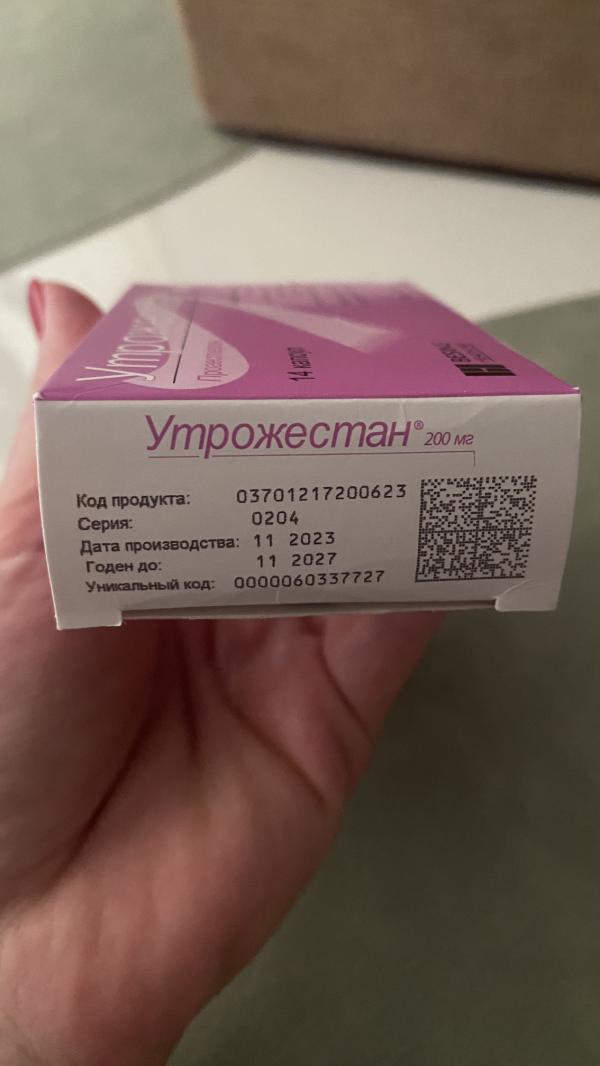 14 капсул
Утрожестан® 200 мг
Код продукта: 03701217200623
Серия: 0204
Дата производства: 11 2023
Годен до: 11 2027
Уникальный код: 0000060337727